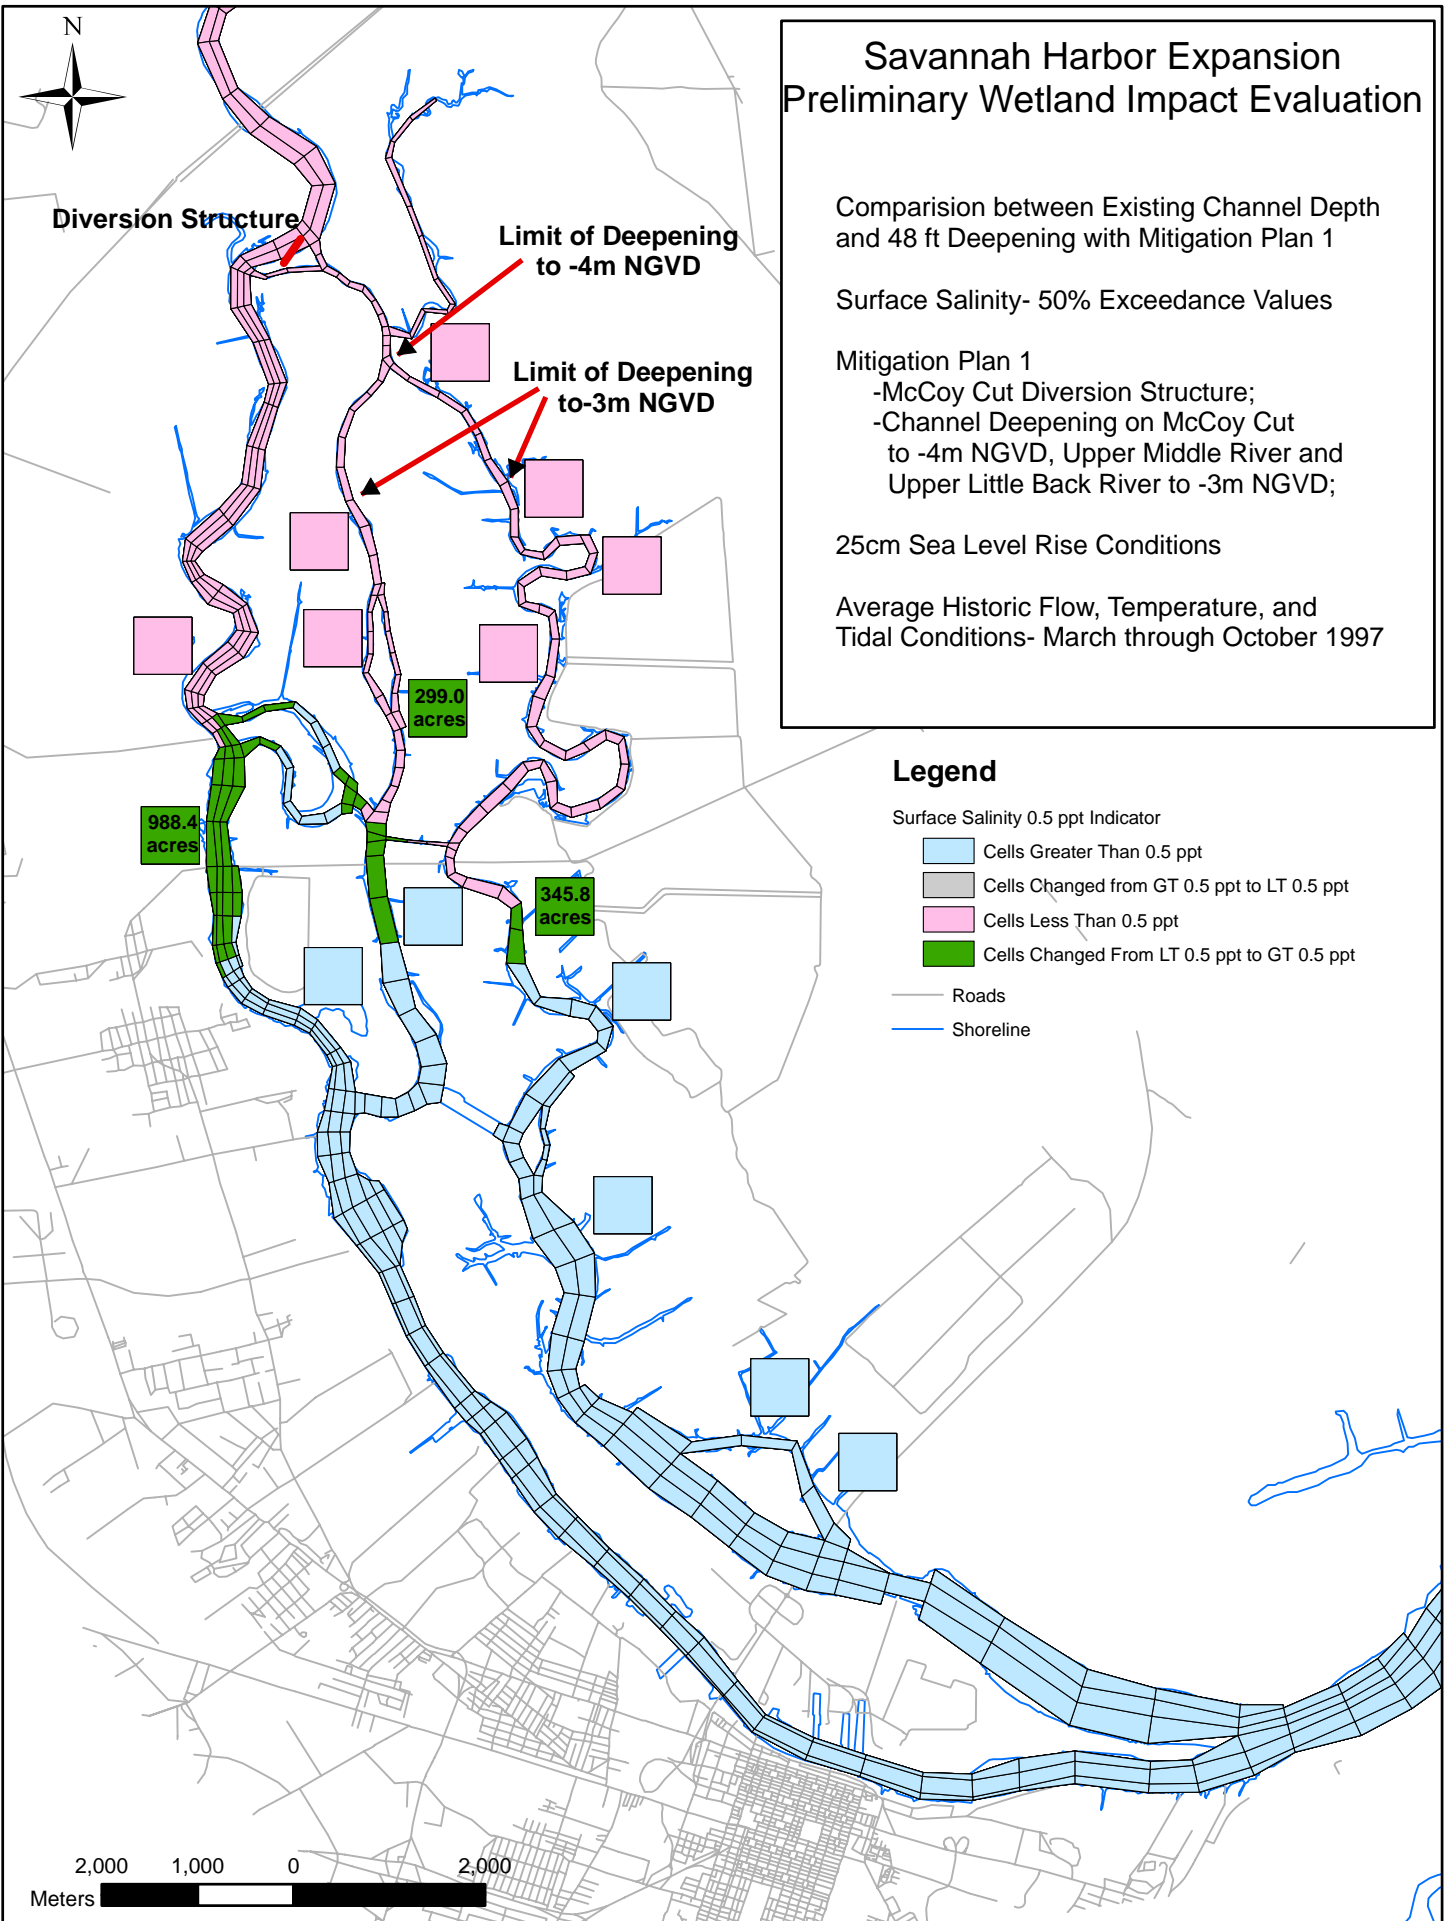 N
Savannah Harbor Expansion
Preliminary Wetland Impact Evaluation
Comparision between Existing Channel Depth
and 48 ft Deepening with Mitigation Plan 1
Surface Salinity- 50% Exceedance Values
Mitigation Plan 1
-McCoy Cut Diversion Structure;
-Channel Deepening on McCoy Cut
to -4m NGVD, Upper Middle River and
Upper Little Back River to -3m NGVD;
25cm Sea Level Rise Conditions
Average Historic Flow, Temperature, and
Tidal Conditions- March through October 1997
Diversion Structure
Limit of Deepening
to -4m NGVD
Limit of Deepening
to-3m NGVD
299.0
acres
988.4
acres
345.8
acres
Legend
Surface Salinity 0.5 ppt Indicator
Cells Greater Than 0.5 ppt
Cells Changed from GT 0.5 ppt to LT 0.5 ppt
Cells Less Than 0.5 ppt
Cells Changed From LT 0.5 ppt to GT 0.5 ppt
Roads
Shoreline
2,000 1,000 0 2,000
Meters